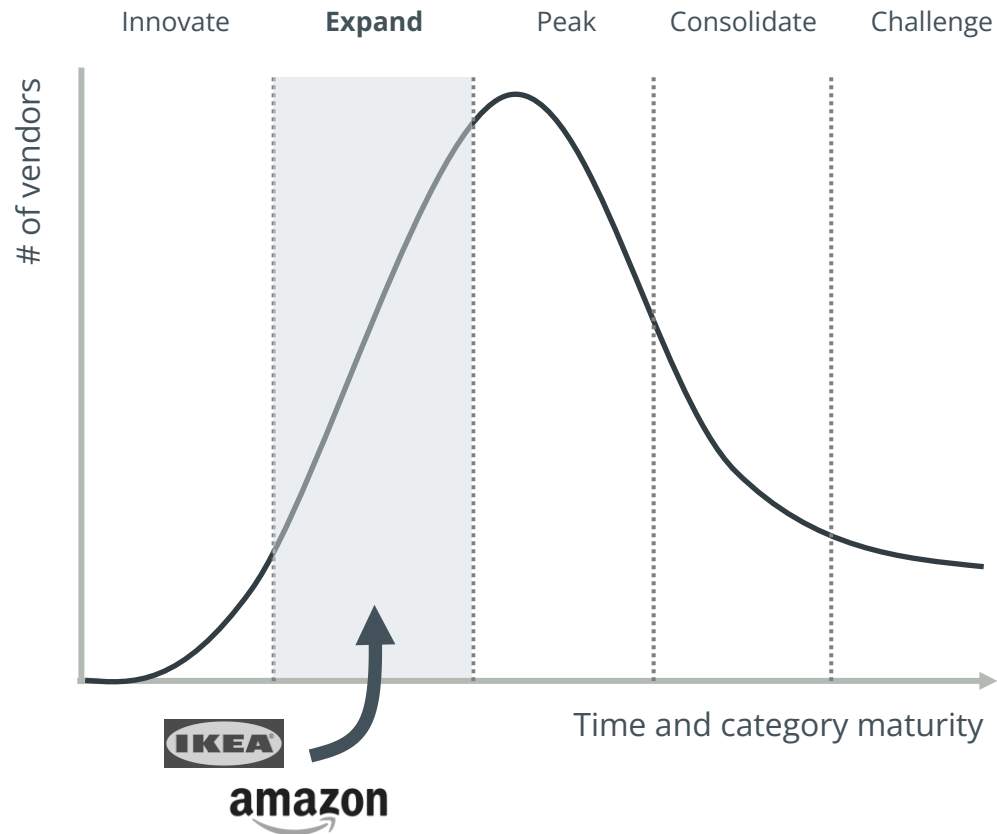 Innovate Expand Peak Consolidate Challenge
# of vendors
Time and category maturity
IKEA®
amazon